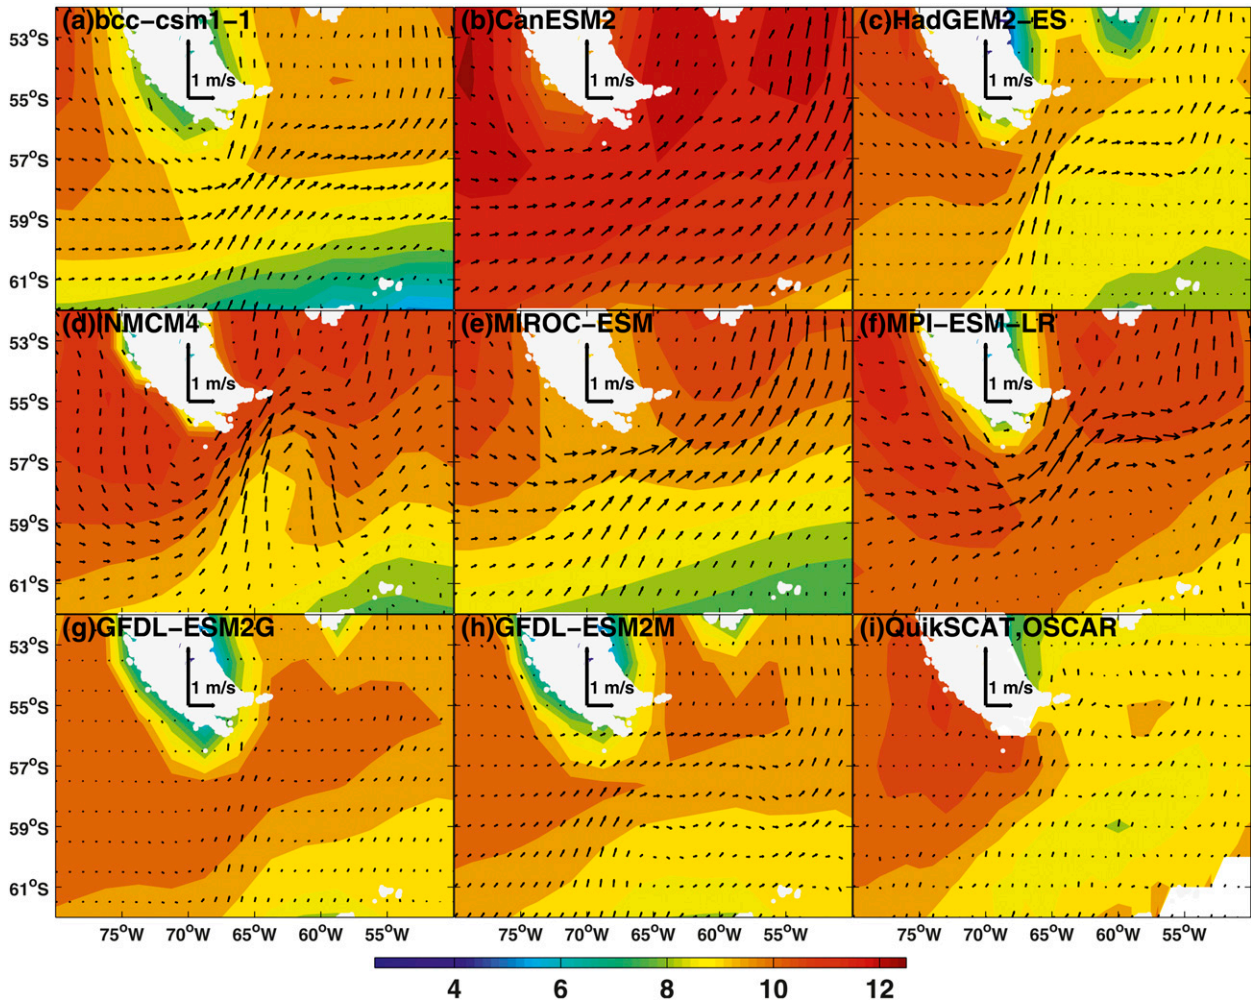 (a)bcc−csm1−1 (b)CanESM2 (c)HadGEM2−ES
53°S
1 m/s 1 m/s 1 m/s
55°S
57°S
59°S
61°S
(d)INMCM4 (e)MIROC−ESM (f)MPI−ESM−LR
53°S
1 m/s 1 m/s 1 m/s
55°S
57°S
59°S
61°S
(g)GFDL−ESM2G (h)GFDL−ESM2M (i)QuikSCAT,OSCAR
53°S
1 m/s 1 m/s 1 m/s
55°S
57°S
59°S
61°S
75°W 70°W 65°W 60°W 55°W 75°W 70°W 65°W 60°W 55°W 75°W 70°W 65°W 60°W 55°W
4 6 8 10 12